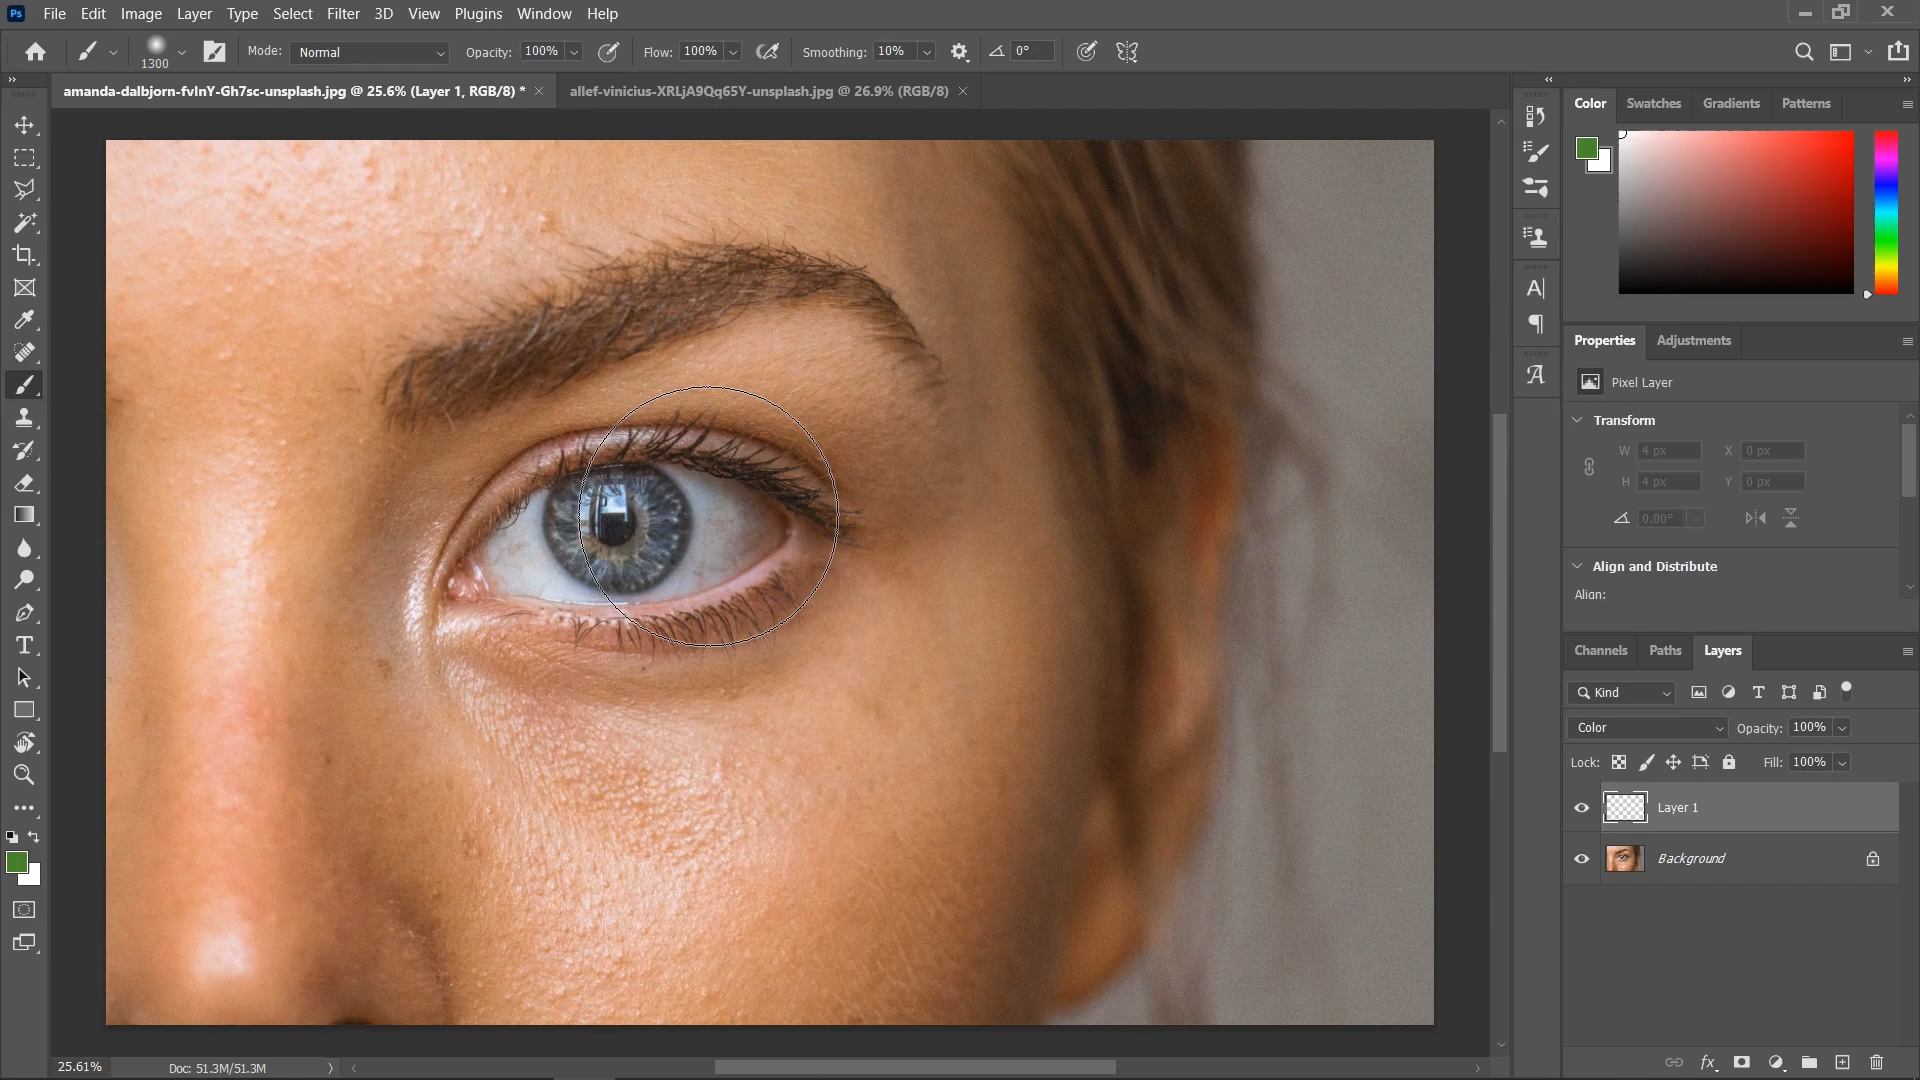 Ps File Edit Image Layer Type Select Filter 3D View Plugins Window Help
1300 Mode: Normal Opacity: 100% Flow: 100% Smoothing: 10% 0°
amanda-dalbjorn-fvInY-Gh7sc-unsplash.jpg @ 25.6% (Layer 1, RGB/8) * allef-vinicius-XRLjA9Qq65Y-unsplash.jpg @ 26.9% (RGB/8)
Color Swatches Gradients Patterns
Properties Adjustments
Pixel Layer
Transform
W 4 px X 0 px
H 4 px Y 0 px
0.00°
Align and Distribute
Align:
Channels Paths Layers
Kind
Color Opacity: 100%
Lock: Fill: 100%
Layer 1
Background
25.61% Doc: 51.3M/51.3M
fx